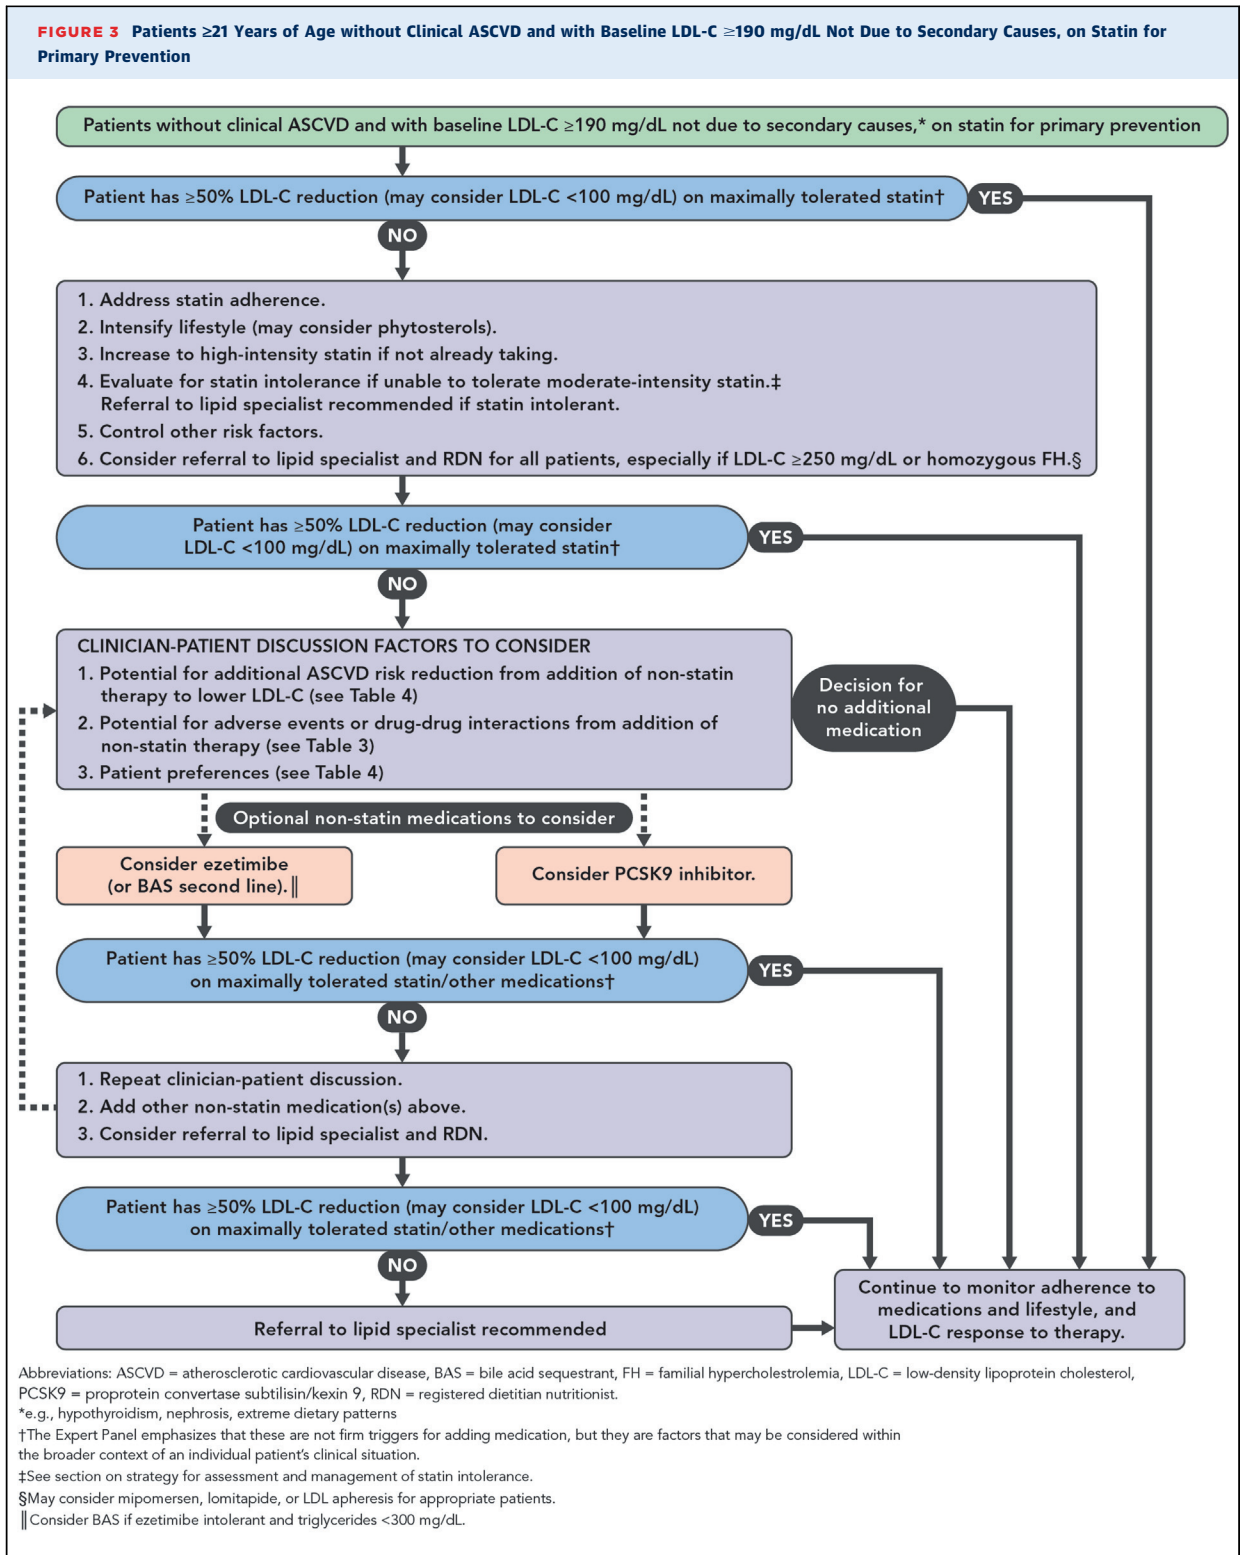 FIGURE 3 Patients ≥21 Years of Age without Clinical ASCVD and with Baseline LDL-C ≥190 mg/dL Not Due to Secondary Causes, on Statin for
Primary Prevention
Patients without clinical ASCVD and with baseline LDL-C ≥190 mg/dL not due to secondary causes,* on statin for primary prevention
Patient has ≥50% LDL-C reduction (may consider LDL-C <100 mg/dL) on maximally tolerated statin†
YES
NO
1. Address statin adherence.
2. Intensify lifestyle (may consider phytosterols).
3. Increase to high-intensity statin if not already taking.
4. Evaluate for statin intolerance if unable to tolerate moderate-intensity statin.‡
Referral to lipid specialist recommended if statin intolerant.
5. Control other risk factors.
6. Consider referral to lipid specialist and RDN for all patients, especially if LDL-C ≥250 mg/dL or homozygous FH.§
Patient has ≥50% LDL-C reduction (may consider
LDL-C <100 mg/dL) on maximally tolerated statin†
YES
NO
CLINICIAN-PATIENT DISCUSSION FACTORS TO CONSIDER
1. Potential for additional ASCVD risk reduction from addition of non-statin
therapy to lower LDL-C (see Table 4)
2. Potential for adverse events or drug-drug interactions from addition of
non-statin therapy (see Table 3)
3. Patient preferences (see Table 4)
Decision for
no additional
medication
Optional non-statin medications to consider
Consider ezetimibe
(or BAS second line).‖
Consider PCSK9 inhibitor.
Patient has ≥50% LDL-C reduction (may consider LDL-C <100 mg/dL)
on maximally tolerated statin/other medications†
YES
NO
1. Repeat clinician-patient discussion.
2. Add other non-statin medication(s) above.
3. Consider referral to lipid specialist and RDN.
Patient has ≥50% LDL-C reduction (may consider LDL-C <100 mg/dL)
on maximally tolerated statin/other medications†
YES
NO
Referral to lipid specialist recommended
Continue to monitor adherence to
medications and lifestyle, and
LDL-C response to therapy.
Abbreviations: ASCVD = atherosclerotic cardiovascular disease, BAS = bile acid sequestrant, FH = familial hypercholestrolemia, LDL-C = low-density lipoprotein cholesterol,
PCSK9 = proprotein convertase subtilisin/kexin 9, RDN = registered dietitian nutritionist.
*e.g., hypothyroidism, nephrosis, extreme dietary patterns
†The Expert Panel emphasizes that these are not firm triggers for adding medication, but they are factors that may be considered within
the broader context of an individual patient's clinical situation.
‡See section on strategy for assessment and management of statin intolerance.
§May consider mipomersen, lomitapide, or LDL apheresis for appropriate patients.
‖Consider BAS if ezetimibe intolerant and triglycerides <300 mg/dL.